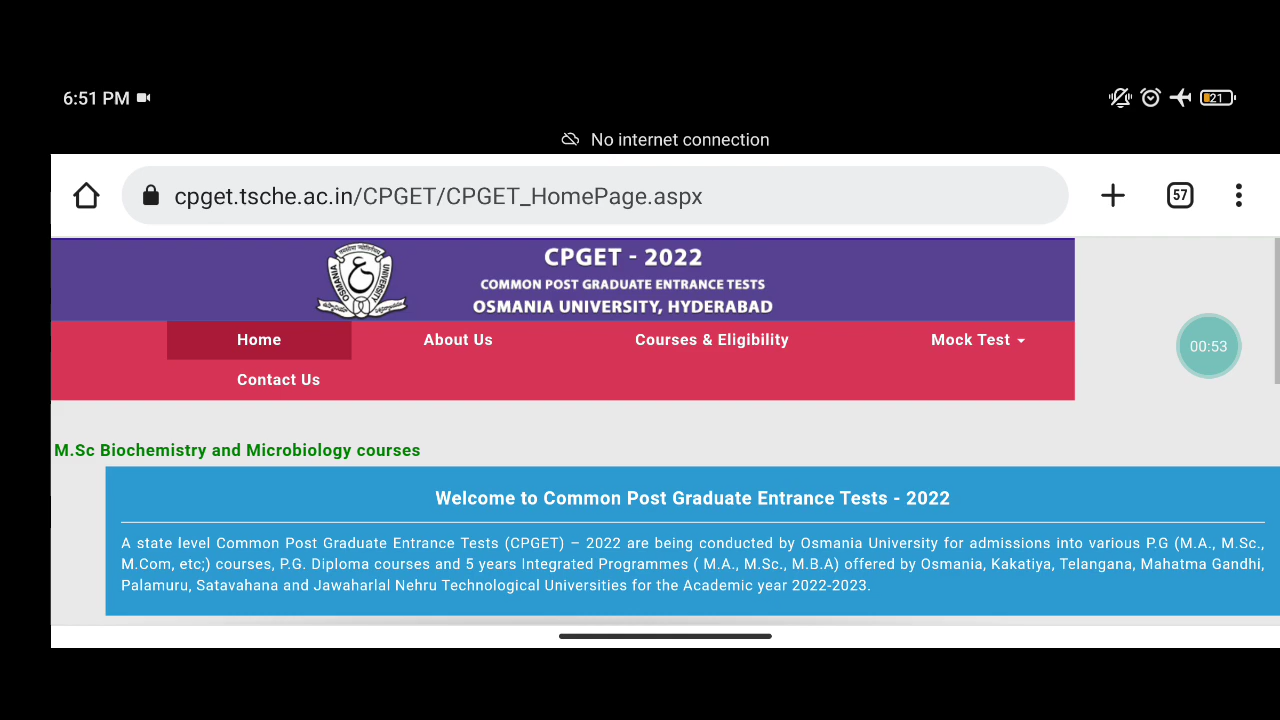 6:51 PM
21
No internet connection
cpget.tsche.ac.in/CPGET/CPGET_HomePage.aspx
57
CPGET - 2022
COMMON POST GRADUATE ENTRANCE TESTS
OSMANIA UNIVERSITY, HYDERABAD
Home About Us Courses & Eligibility Mock Test
00:53
Contact Us
M.Sc Biochemistry and Microbiology courses
Welcome to Common Post Graduate Entrance Tests - 2022
A state level Common Post Graduate Entrance Tests (CPGET) – 2022 are being conducted by Osmania University for admissions into various P.G (M.A., M.Sc.,
M.Com, etc;) courses, P.G. Diploma courses and 5 years Integrated Programmes ( M.A., M.Sc., M.B.A) offered by Osmania, Kakatiya, Telangana, Mahatma Gandhi,
Palamuru, Satavahana and Jawaharlal Nehru Technological Universities for the Academic year 2022-2023.